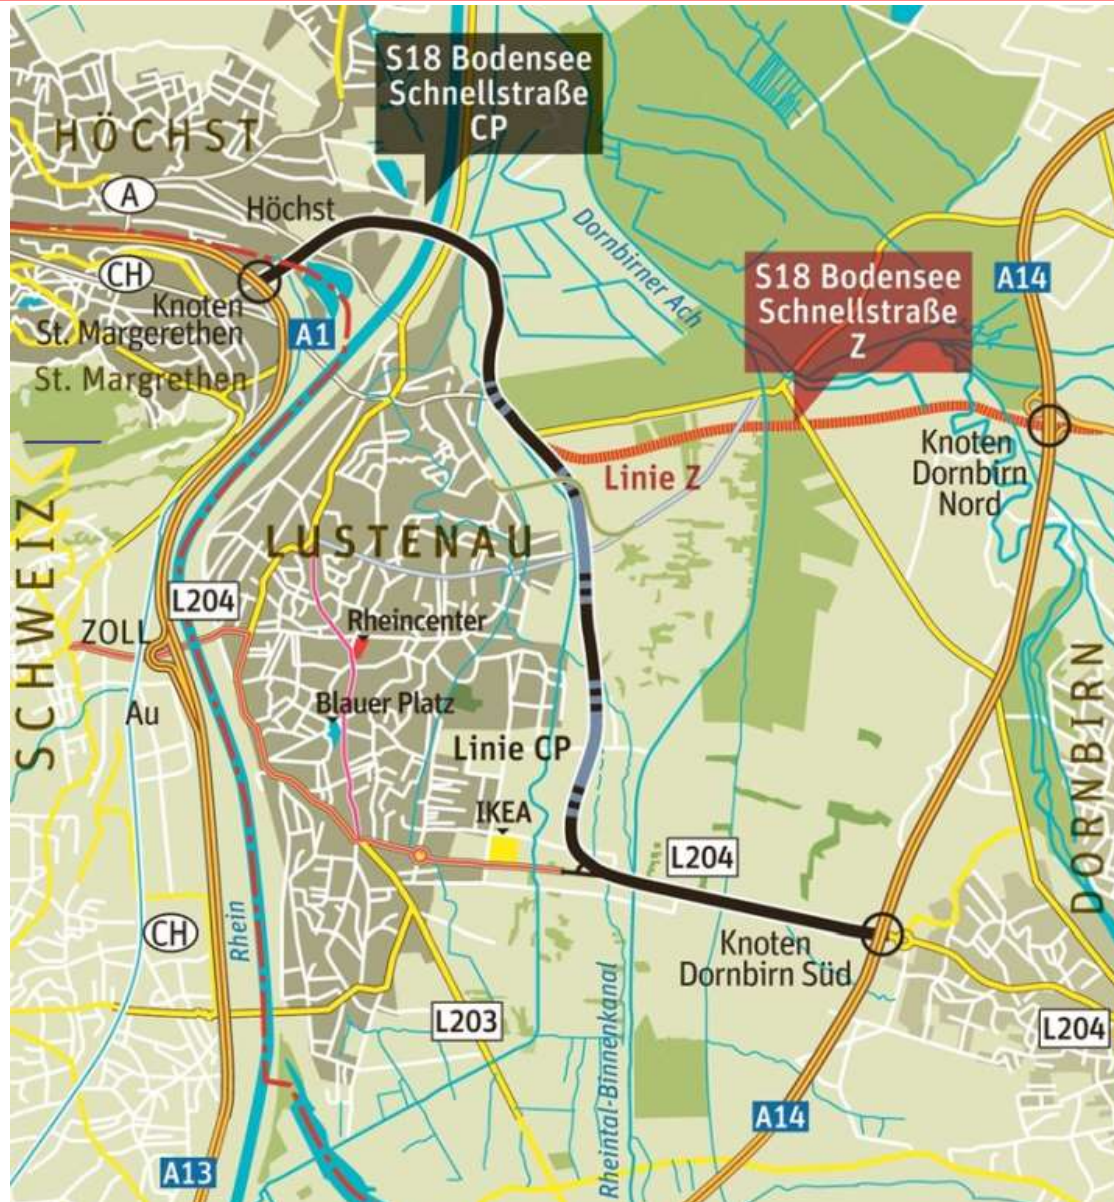 S18 Bodensee
Schnellstraße
CP
HÖCHST
A
Höchst
CH
Knoten
St. Margerethen
A1
St. Margrethen
Dornbirner Ach
S18 Bodensee
Schnellstraße
Z
A14
Linie Z
Knoten
Dornbirn
Nord
SCHWEIZ
LUSTENAU
L204
ZOLL
Rheincenter
Au
Blauer Platz
Linie CP
IKEA
L204
DORNBIRN
CH
Rhein
Knoten
Dornbirn Süd
L203
L204
Rheintal-Binnenkanal
A14
A13